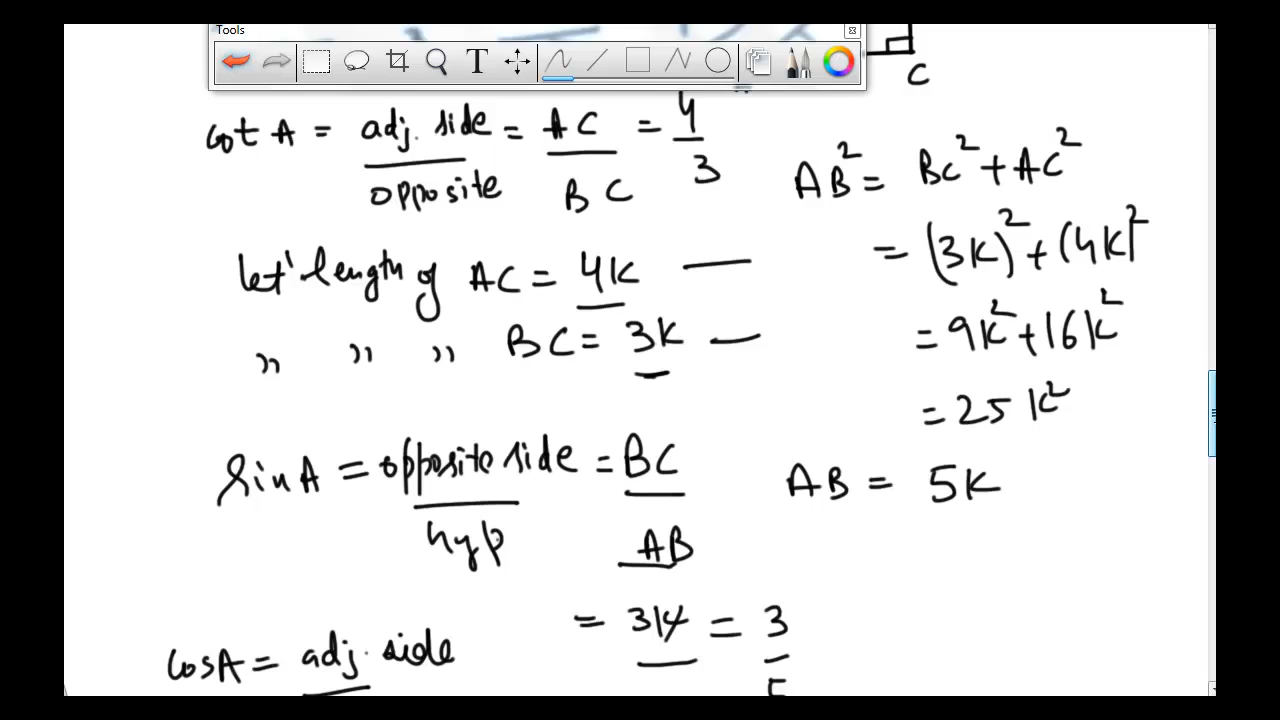 Tools
C
cot A = adj. side = AC = 4
opposite BC 3
let' length of AC = 4K
" " " BC = 3K
AB² = BC² + AC²
= (3K)² + (4K)²
= 9K² + 16K²
= 25 K²
AB = 5K
sin A = opposite side = BC
hyp AB
= 3 = 3
cos A = adj. side